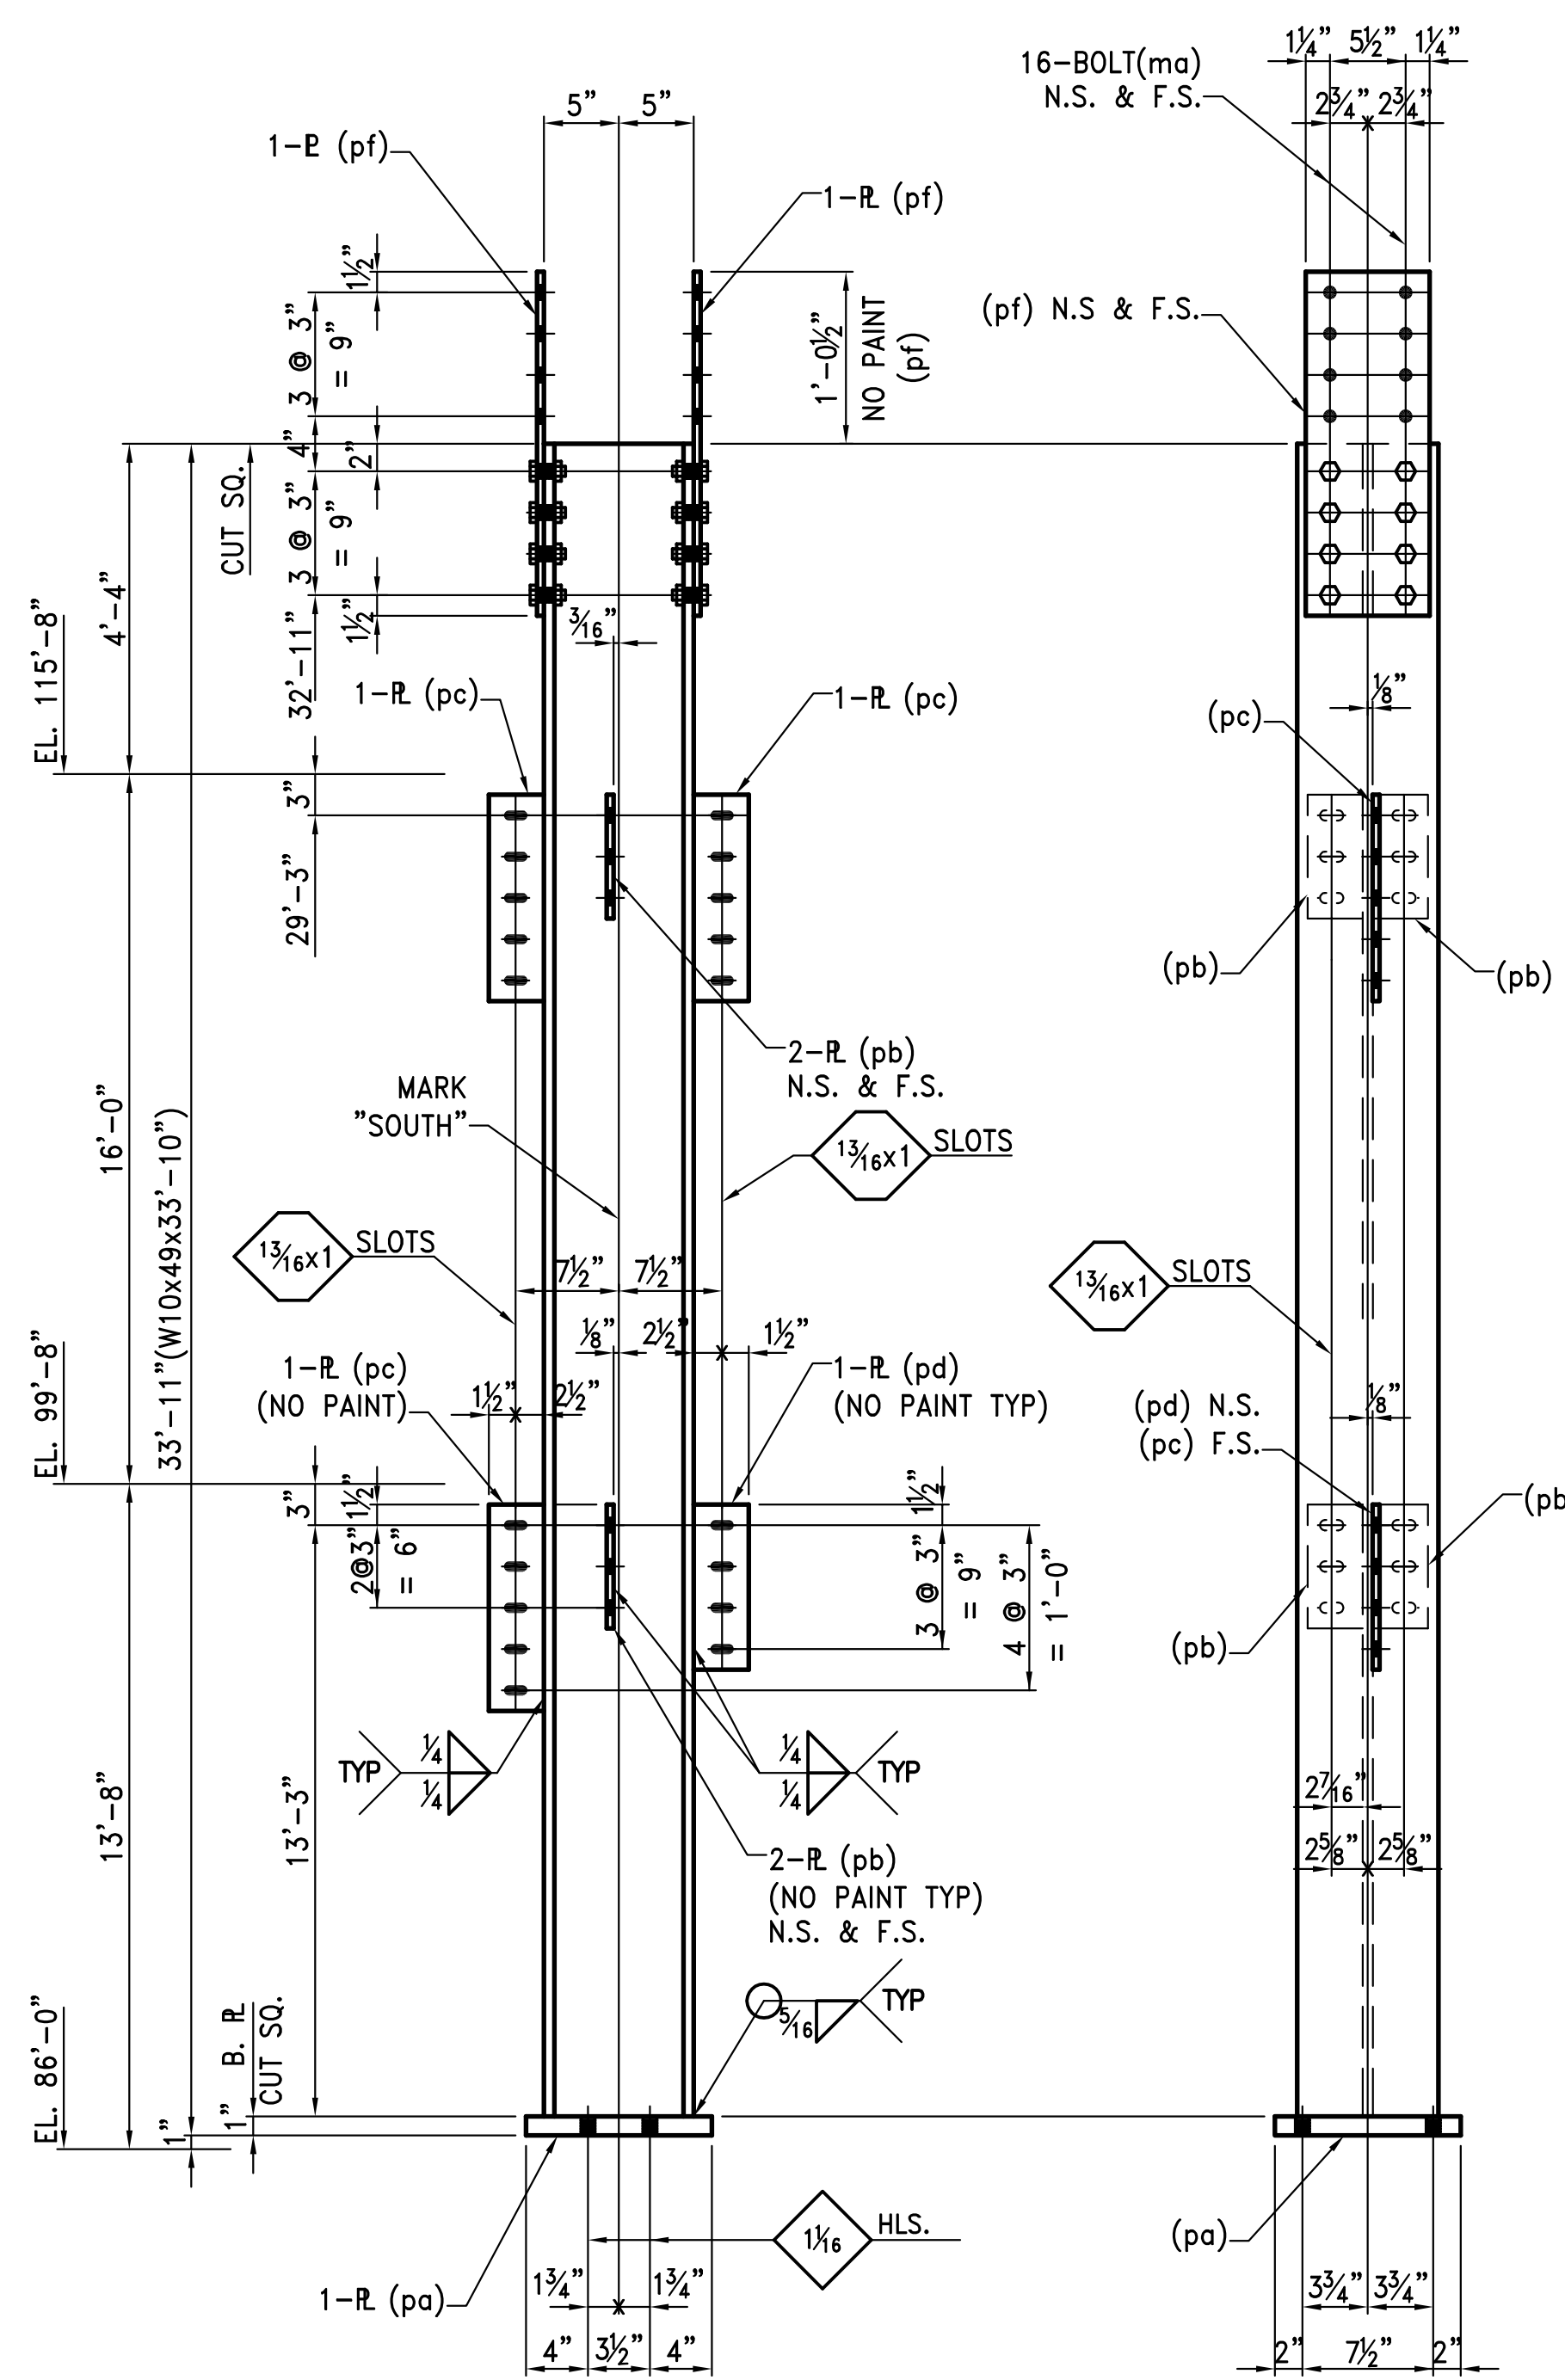 16-BOLT(ma)
N.S. & F.S.
1¼" 5½" 1¼"
2¾" 2¾"
5" 5"
1-PL (pf)
1-PL (pf)
(pf) N.S & F.S.
1½"
3 @ 3"
= 9"
1'-0½"
NO PAINT
(pf)
4"
2"
CUT SQ.
3 @ 3"
= 9"
1½"
4'-4"
EL. 115'-8"
32'-11"
3/16"
1-PL (pc)
1-PL (pc)
(pc)
⅛"
3"
29'-3"
(pb)
(pb)
2-PL (pb)
N.S. & F.S.
MARK
"SOUTH"
13/16x1 SLOTS
13/16x1 SLOTS
13/16x1 SLOTS
16'-0"
33'-11"(W10x49x33'-10")
7½" 7½"
⅛" 2½" 1½"
1-PL (pc)
(NO PAINT)
1½" 2½"
1-PL (pd)
(NO PAINT TYP)
(pd) N.S.
(pc) F.S.
⅛"
EL. 99'-8"
3"
1½"
2@3"
= 6"
1½"
3 @ 3"
= 9"
4 @ 3"
= 1'-0"
(pb
(pb)
TYP ¼
¼
¼ TYP
¼
13'-8"
13'-3"
2-PL (pb)
(NO PAINT TYP)
N.S. & F.S.
2 7/16"
2⅝" 2⅝"
5/16 TYP
EL. 86'-0"
1"
1"
B. PL
CUT SQ.
1 1/16 HLS.
1-PL (pa)
(pa)
1¾" 1¾"
4" 3½" 4"
3¾" 3¾"
2" 7½" 2"